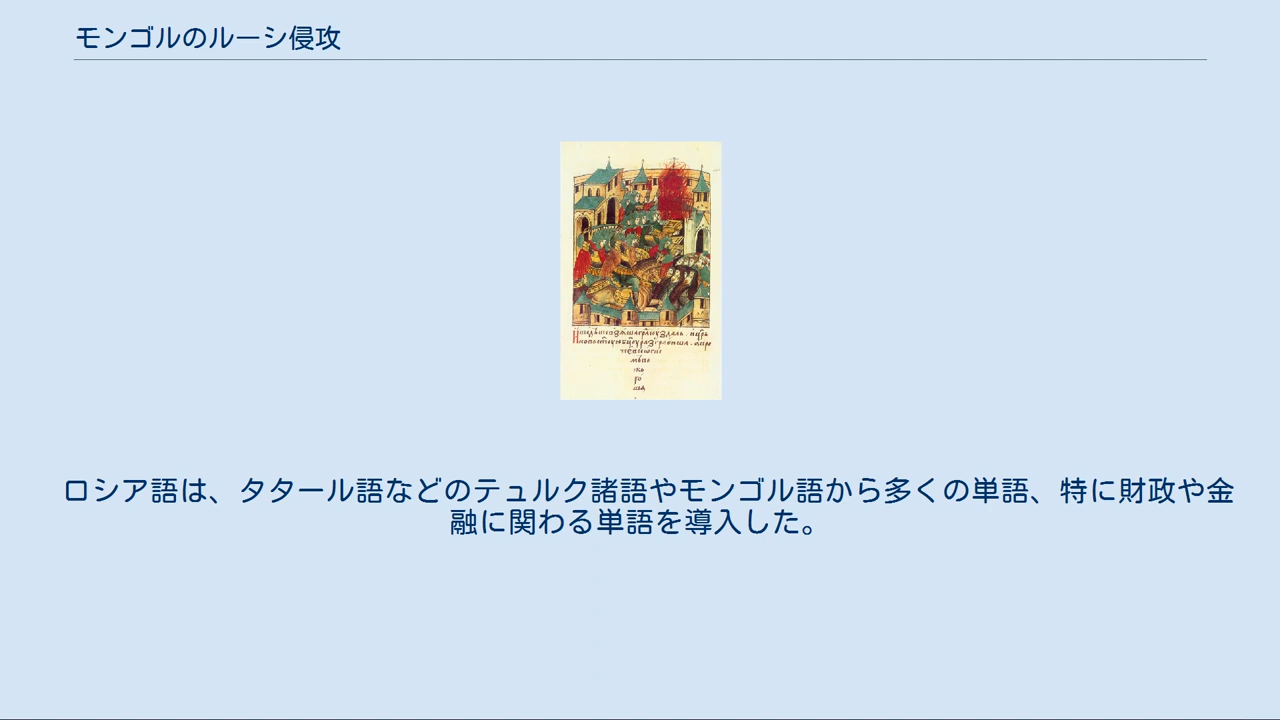 モンゴルのルーシ侵攻
ロシア語は、タタール語などのテュルク諸語やモンゴル語から多くの単語、特に財政や金
融に関わる単語を導入した。